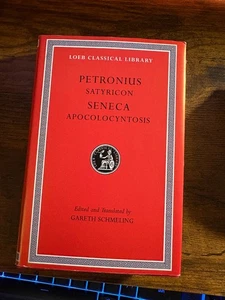 LOEB CLASSICAL LIBRARY
PETRONIUS
SATYRICON
SENECA
APOCOLOCYNTOSIS
Edited and Translated by
GARETH SCHMELING